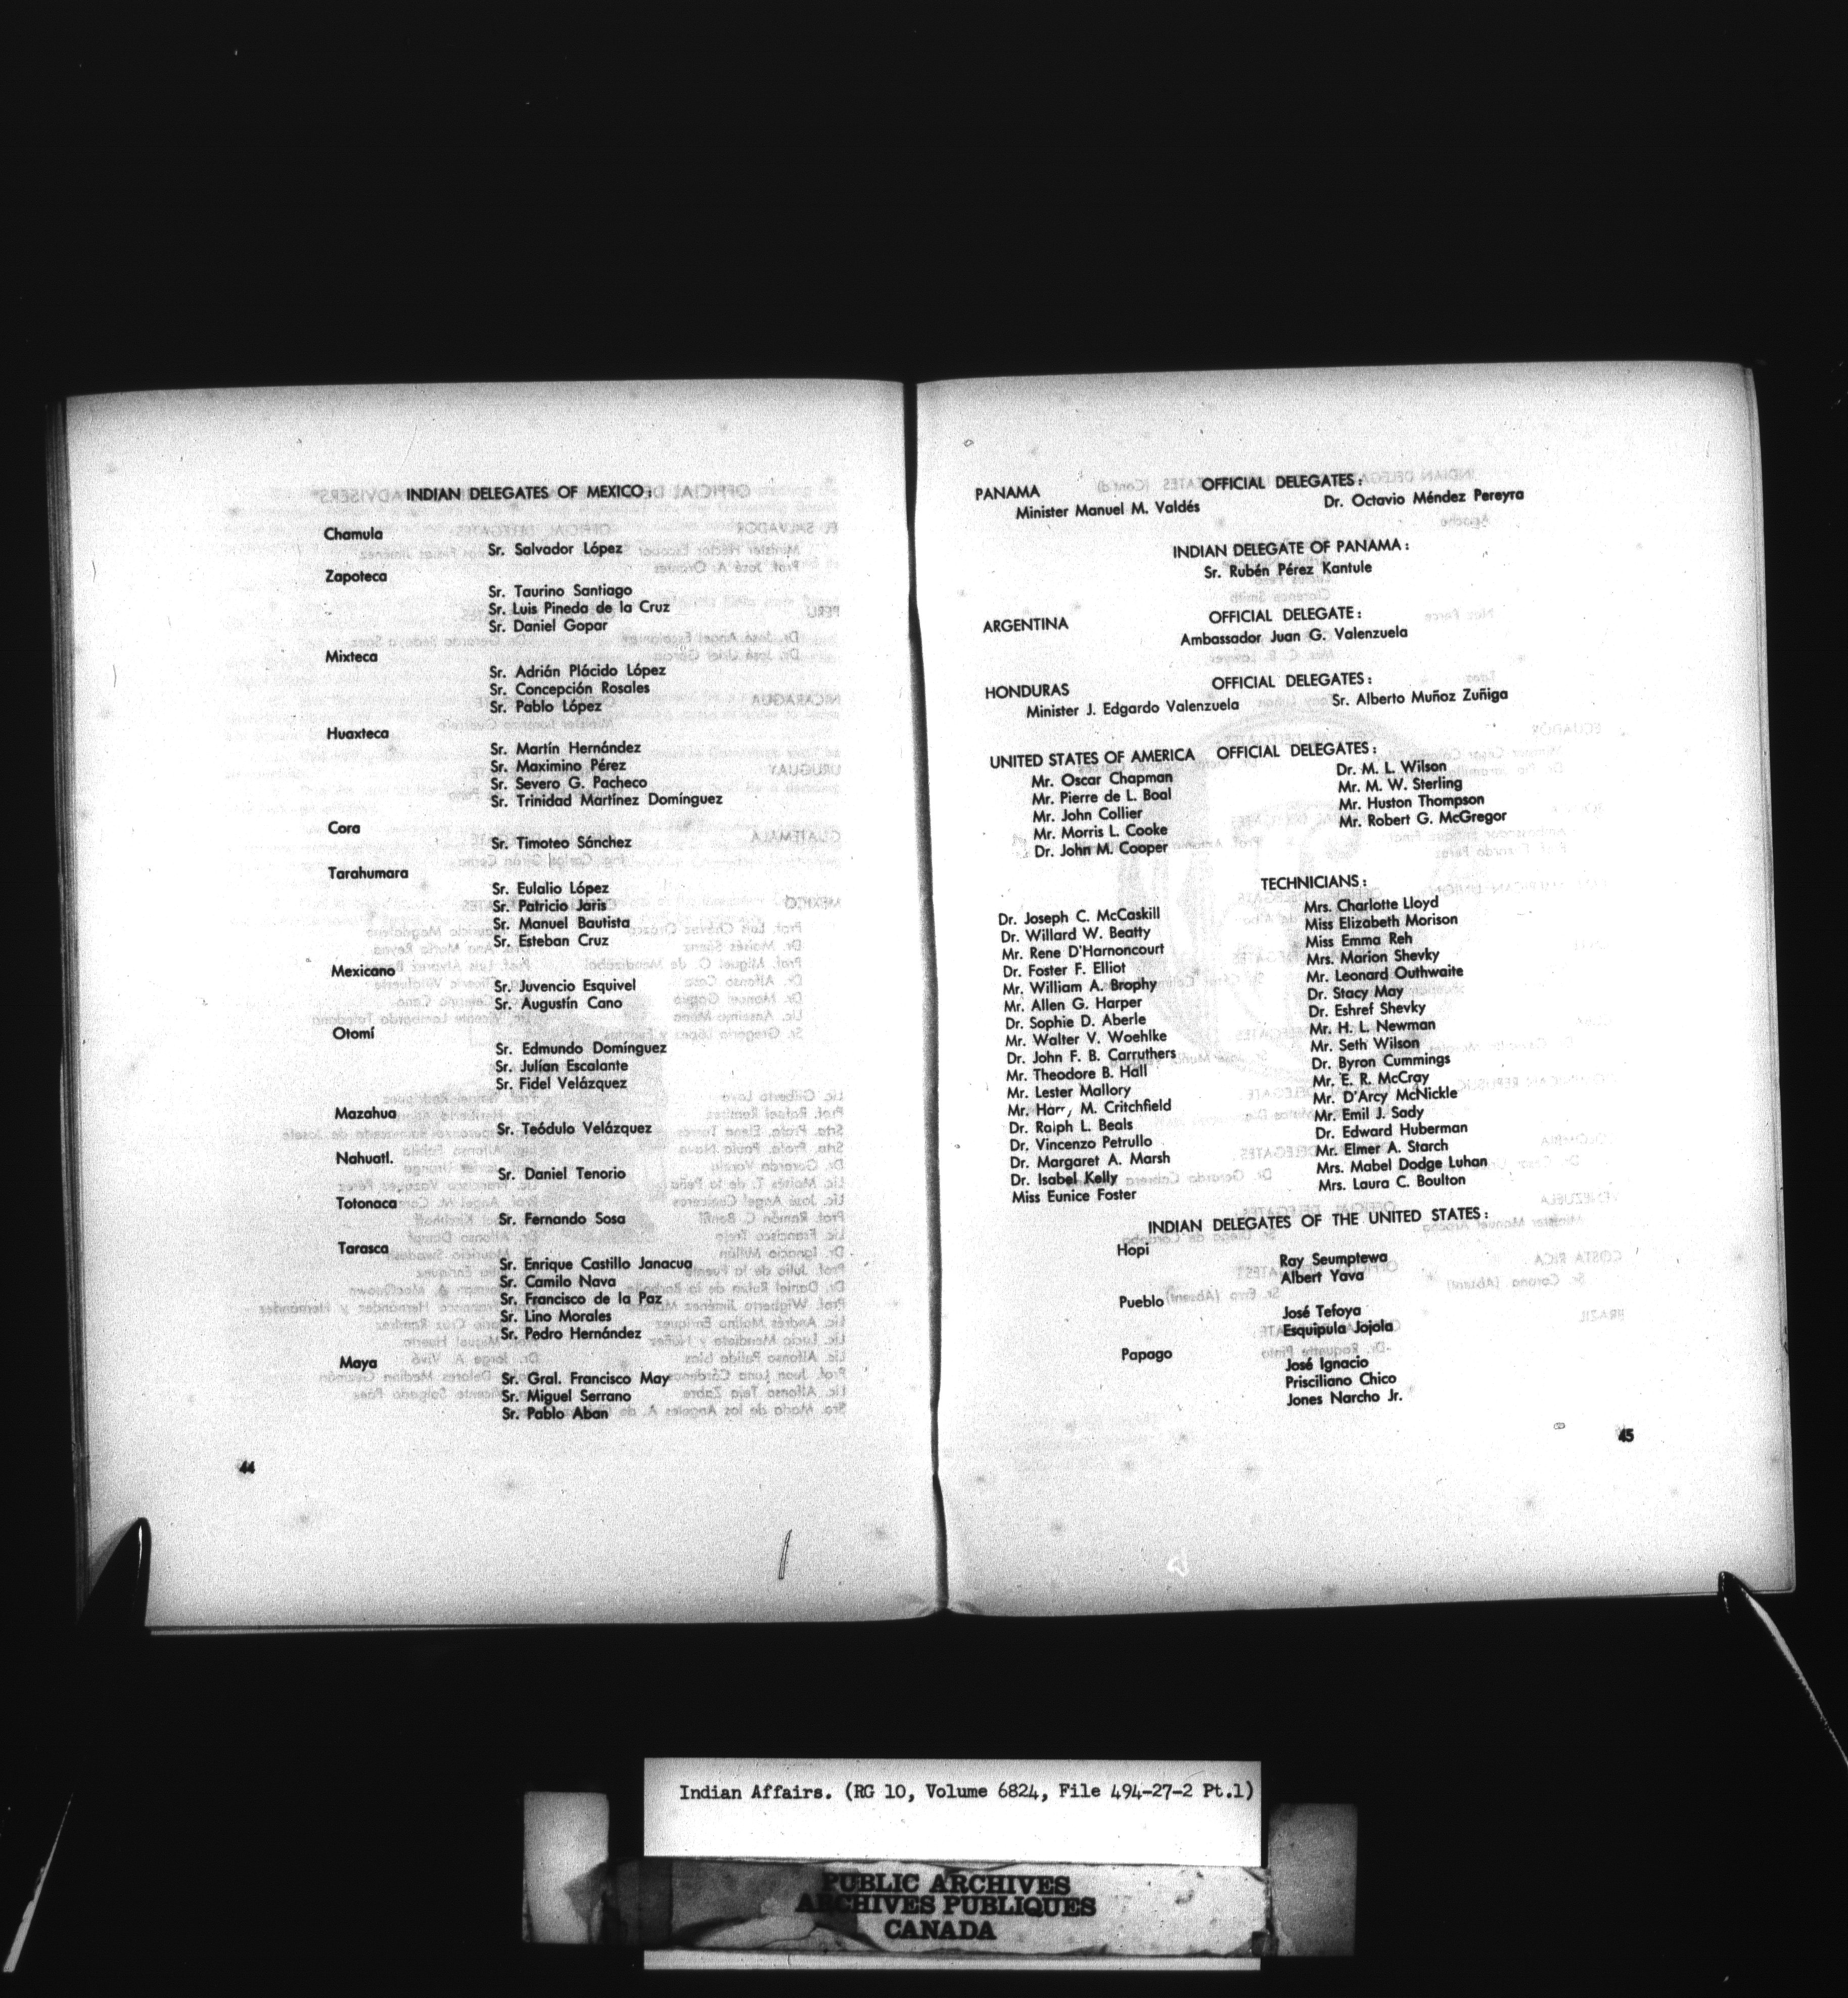 INDIAN DELEGATES OF MEXICO:
Chamula
Sr. Salvador López
Zapoteca
Sr. Taurino Santiago
Sr. Luis Pineda de la Cruz
Sr. Daniel Gopar
Mixteca
Sr. Adrián Plácido López
Sr. Concepción Rosales
Sr. Pablo López
Huaxteca
Sr. Martín Hernández
Sr. Maximino Pérez
Sr. Severo G. Pacheco
Sr. Trinidad Martínez Domínguez
Cora
Sr. Timoteo Sánchez
Tarahumara
Sr. Eulalio López
Sr. Patricio Jaris
Sr. Manuel Bautista
Sr. Esteban Cruz
Mexicano
Sr. Juvencio Esquivel
Sr. Augustín Cano
Otomí
Sr. Edmundo Domínguez
Sr. Julían Escalante
Sr. Fidel Velázquez
Mazahua
Sr. Teódulo Velázquez
Nahuatl.
Sr. Daniel Tenorio
Totonaca
Sr. Fernando Sosa
Tarasca
Sr. Enrique Castillo Janacua
Sr. Camilo Nava
Sr. Francisco de la Paz
Sr. Lino Morales
Sr. Pedro Hernández
Maya
Sr. Gral. Francisco May
Sr. Miguel Serrano
Sr. Pablo Aban
44
PANAMA OFFICIAL DELEGATES:
Minister Manuel M. Valdés Dr. Octavio Méndez Pereyra
INDIAN DELEGATE OF PANAMA:
Sr. Rubén Pérez Kantule
ARGENTINA OFFICIAL DELEGATE:
Ambassador Juan G. Valenzuela
HONDURAS OFFICIAL DELEGATES:
Minister J. Edgardo Valenzuela Sr. Alberto Muñoz Zuñiga
UNITED STATES OF AMERICA OFFICIAL DELEGATES:
Mr. Oscar Chapman Dr. M. L. Wilson
Mr. Pierre de L. Boal Mr. M. W. Sterling
Mr. John Collier Mr. Huston Thompson
Mr. Morris L. Cooke Mr. Robert G. McGregor
Dr. John M. Cooper
TECHNICIANS:
Dr. Joseph C. McCaskill Mrs. Charlotte Lloyd
Dr. Willard W. Beatty Miss Elizabeth Morison
Mr. Rene D'Harnoncourt Miss Emma Reh
Dr. Foster F. Elliot Mrs. Marion Shevky
Mr. William A. Brophy Mr. Leonard Outhwaite
Mr. Allen G. Harper Dr. Stacy May
Dr. Sophie D. Aberle Dr. Eshref Shevky
Mr. Walter V. Woehlke Mr. H. L. Newman
Dr. John F. B. Carruthers Mr. Seth Wilson
Mr. Theodore B. Hall Dr. Byron Cummings
Mr. Lester Mallory Mr. E. R. McCray
Mr. Harry M. Critchfield Mr. D'Arcy McNickle
Dr. Ralph L. Beals Mr. Emil J. Sady
Dr. Vincenzo Petrullo Dr. Edward Huberman
Dr. Margaret A. Marsh Mr. Elmer A. Starch
Dr. Isabel Kelly Mrs. Mabel Dodge Luhan
Miss Eunice Foster Mrs. Laura C. Boulton
INDIAN DELEGATES OF THE UNITED STATES:
Hopi
Ray Seumptewa
Albert Yava
Pueblo
José Tefoya
Esquipula Jojola
Papago
José Ignacio
Prisciliano Chico
Jones Narcho Jr.
45
Indian Affairs. (RG 10, Volume 6824, File 494-27-2 Pt.1)
PUBLIC ARCHIVES
ARCHIVES PUBLIQUES
CANADA